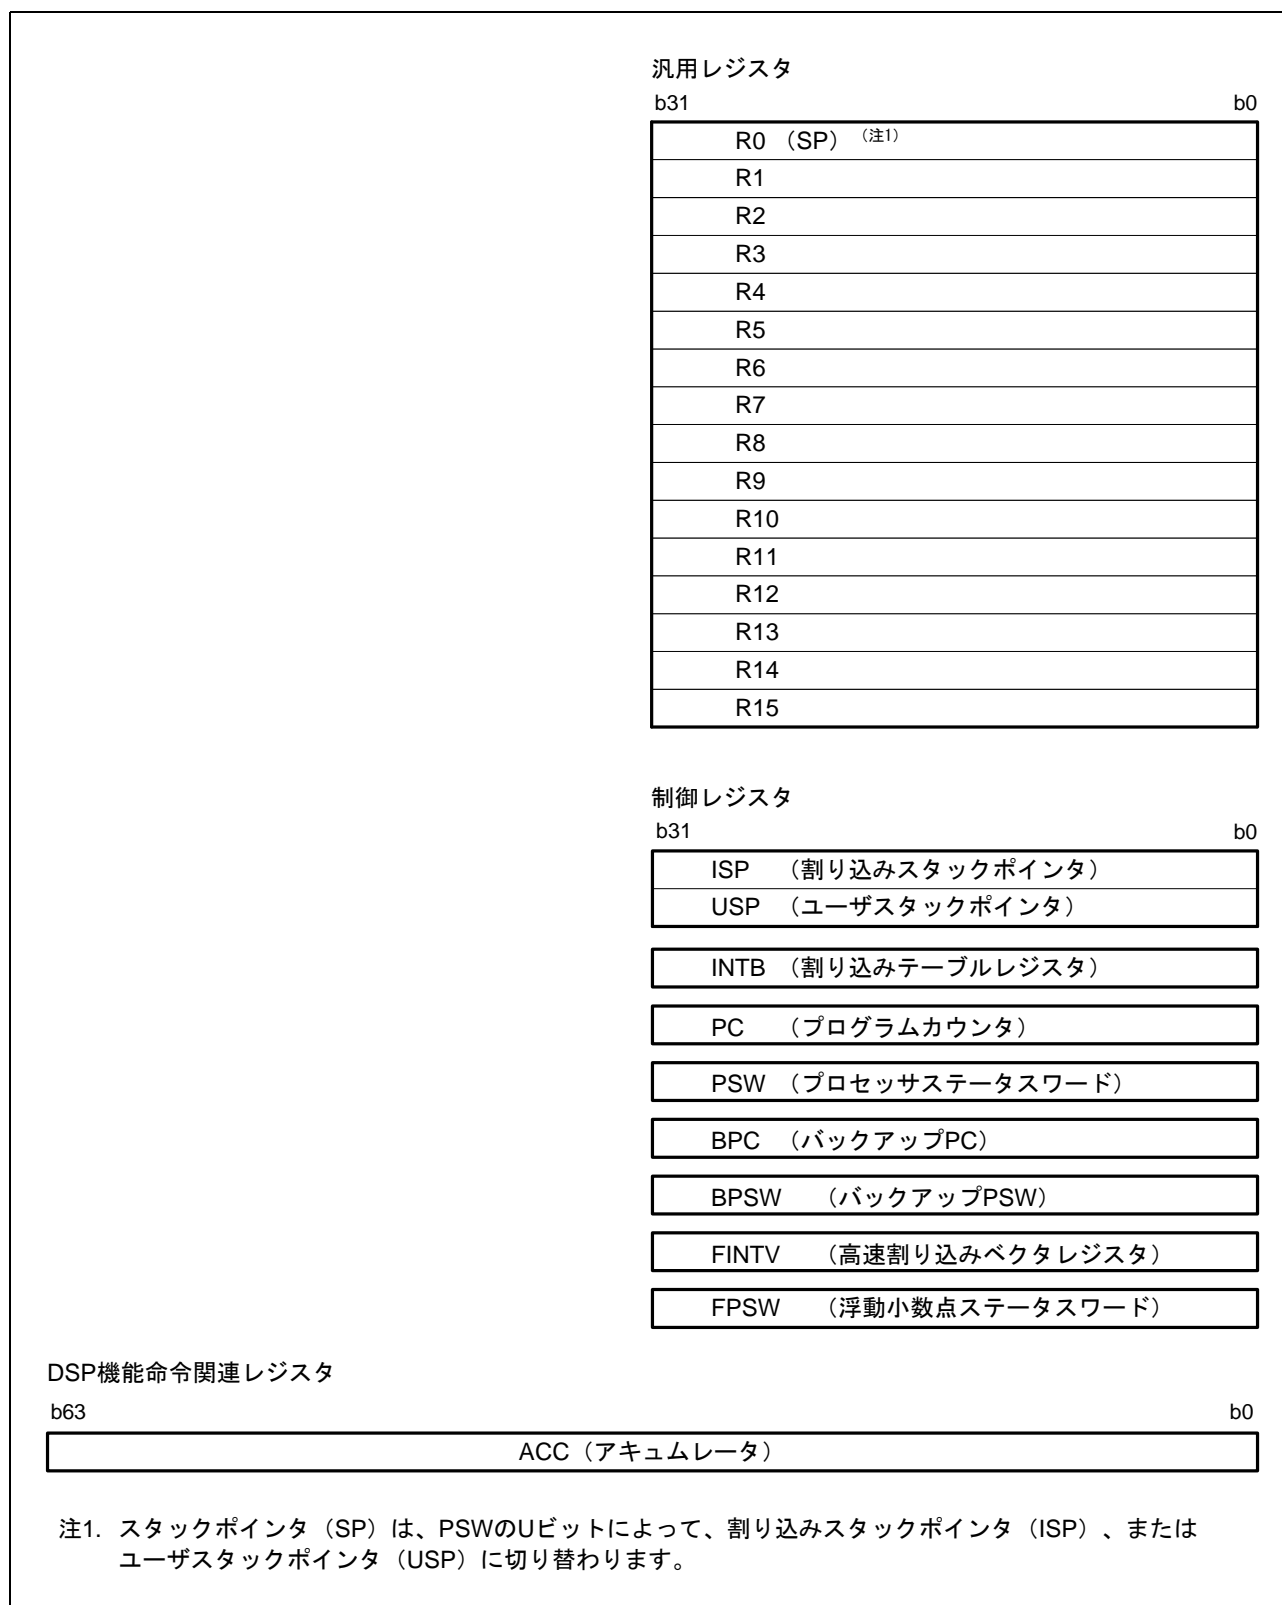 汎用レジスタ
b31 b0
R0 （SP） （注1）
R1
R2
R3
R4
R5
R6
R7
R8
R9
R10
R11
R12
R13
R14
R15
制御レジスタ
b31 b0
ISP （割り込みスタックポインタ）
USP （ユーザスタックポインタ）
INTB （割り込みテーブルレジスタ）
PC （プログラムカウンタ）
PSW （プロセッサステータスワード）
BPC （バックアップPC）
BPSW （バックアップPSW）
FINTV （高速割り込みベクタレジスタ）
FPSW （浮動小数点ステータスワード）
DSP機能命令関連レジスタ
b63 b0
ACC（アキュムレータ）
注1. スタックポインタ（SP）は、PSWのUビットによって、割り込みスタックポインタ（ISP）、または
ユーザスタックポインタ（USP）に切り替わります。